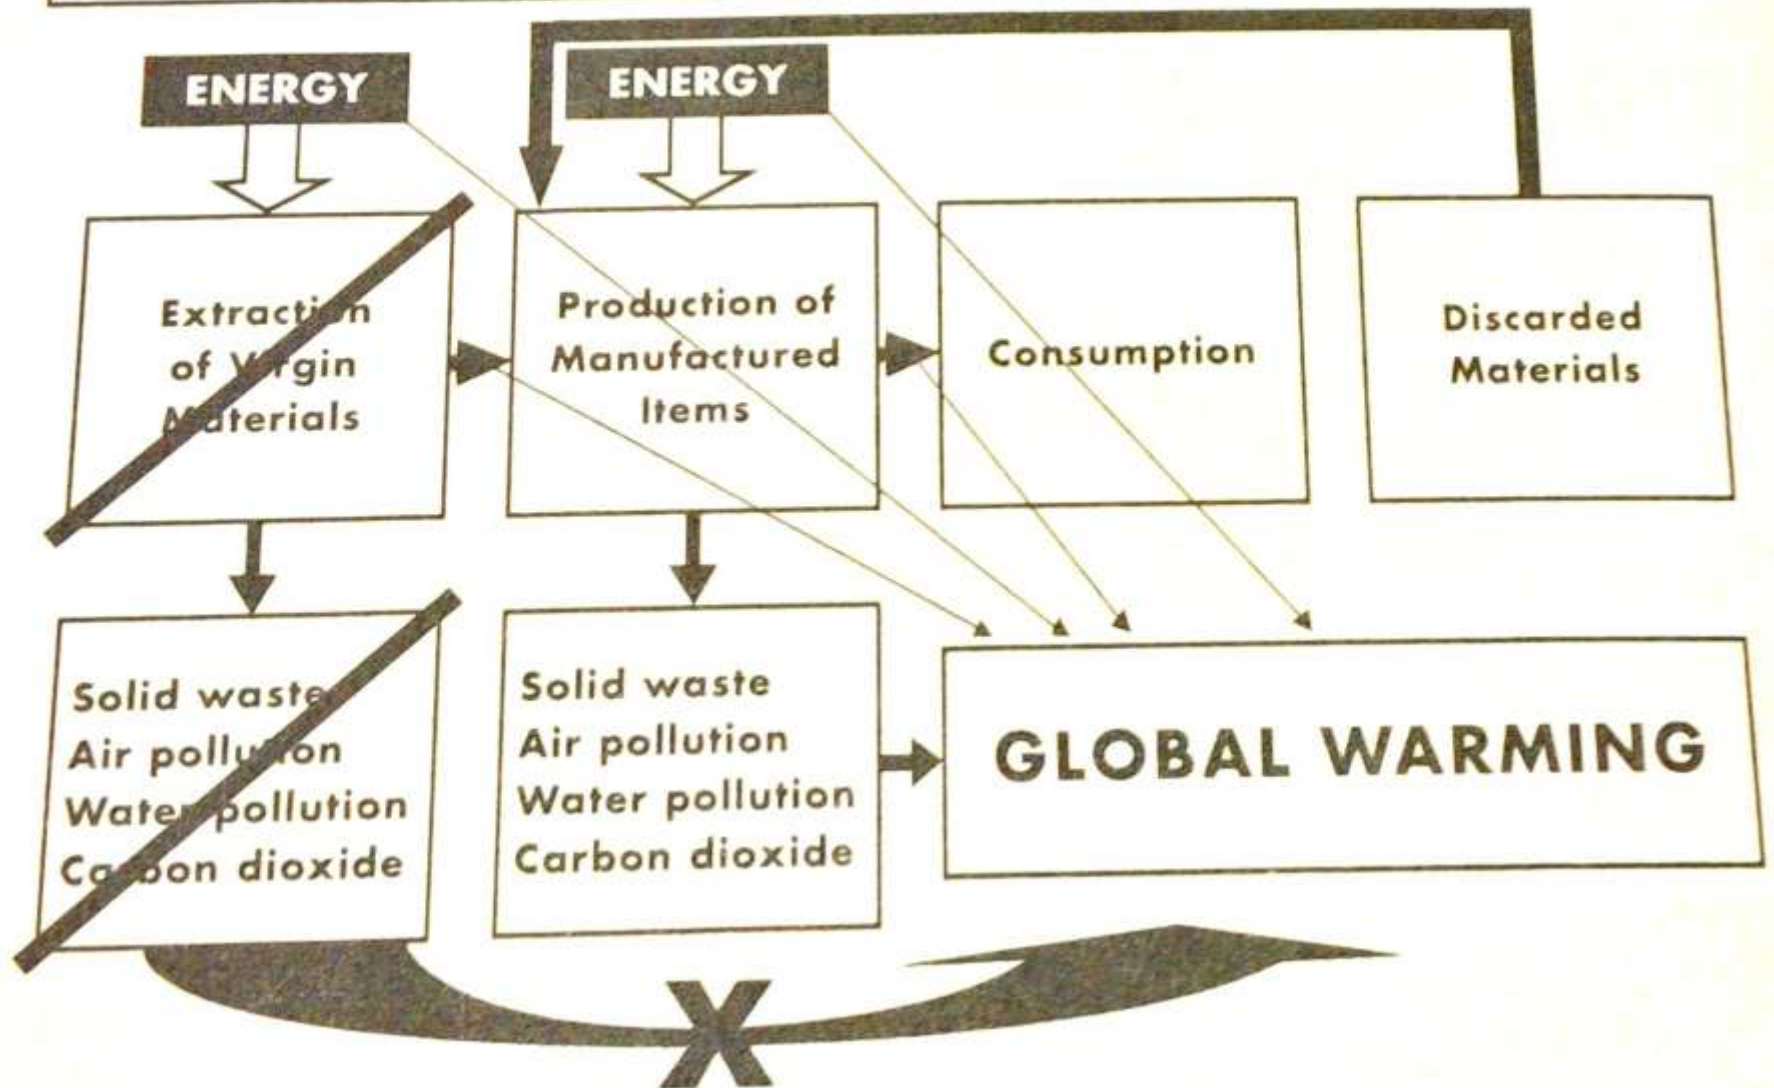 ENERGY
ENERGY
Extraction
of Virgin
Materials
Production of
Manufactured
Items
Consumption
Discarded
Materials
Solid waste
Air pollution
Water pollution
Carbon dioxide
Solid waste
Air pollution
Water pollution
Carbon dioxide
GLOBAL WARMING
X